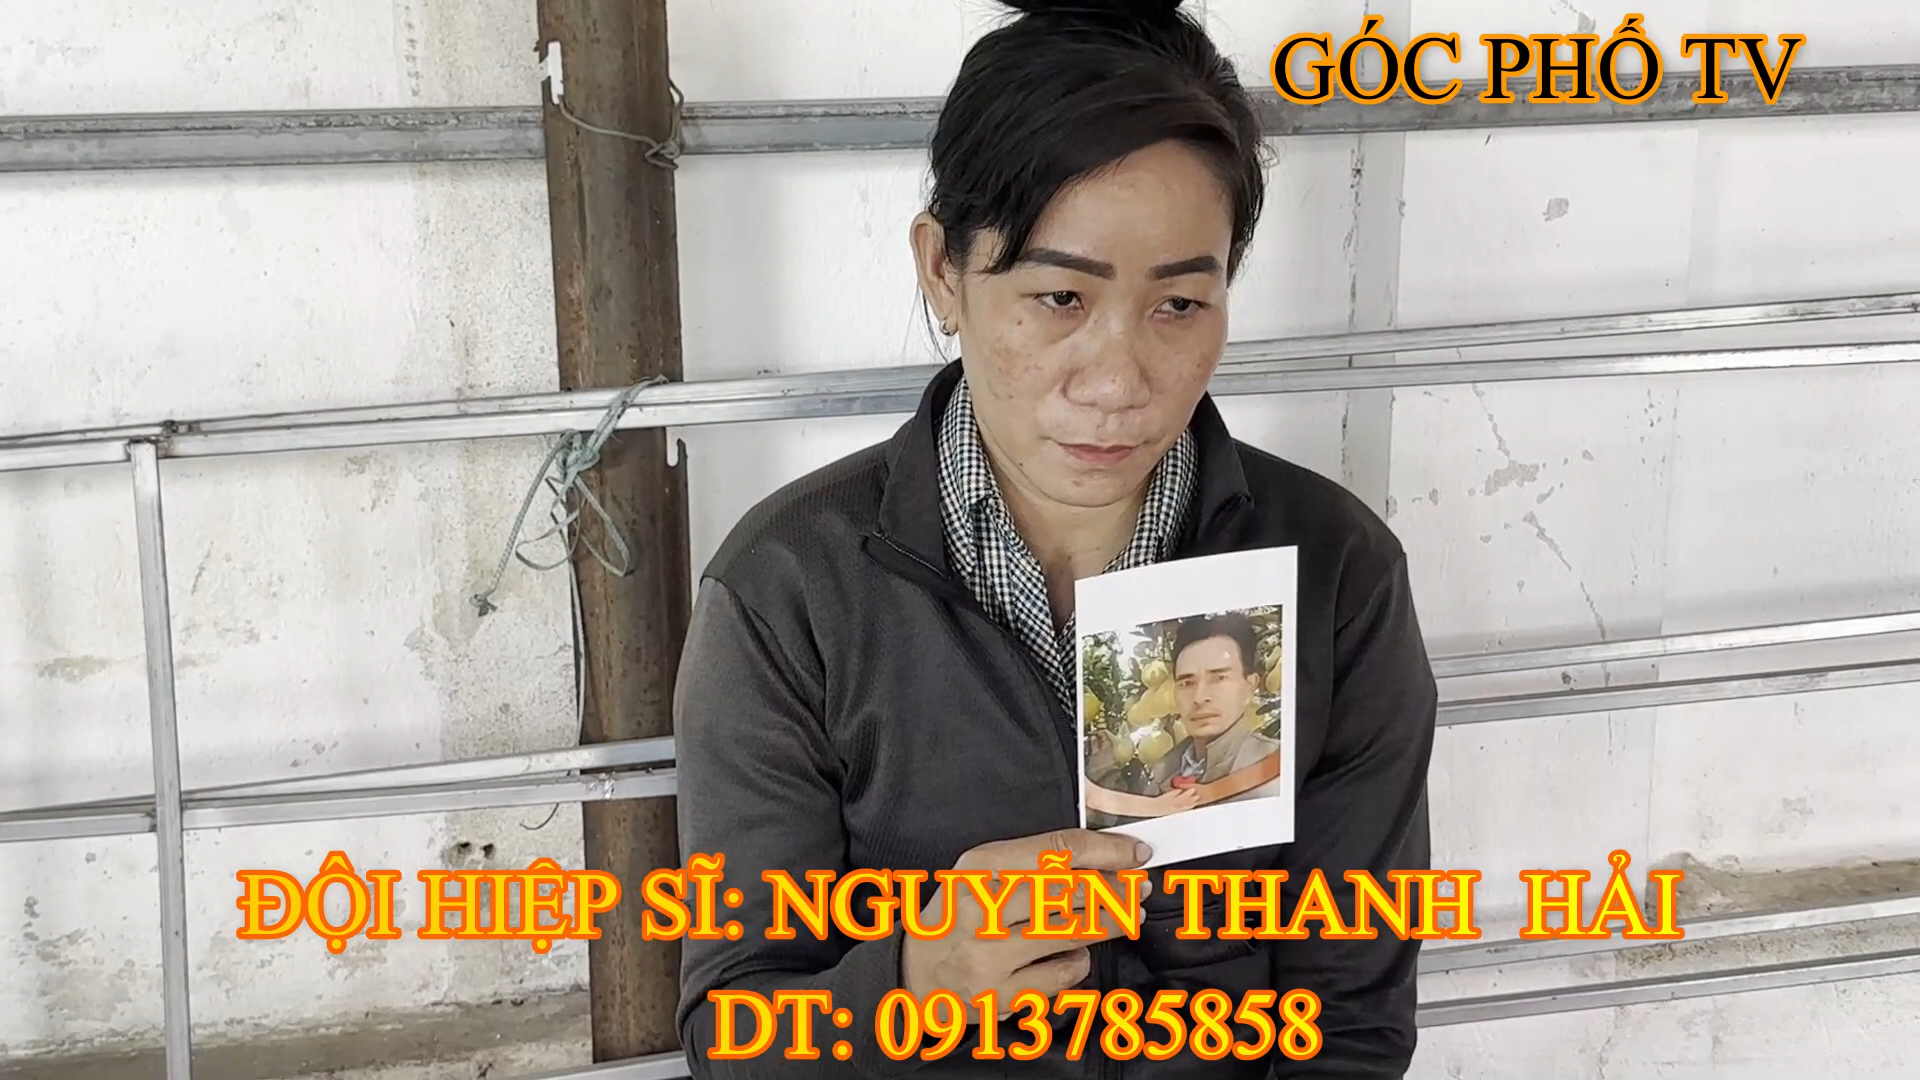 GÓC PHỐ TV
ĐỘI HIỆP SĨ: NGUYỄN THANH HẢI
DT: 0913785858